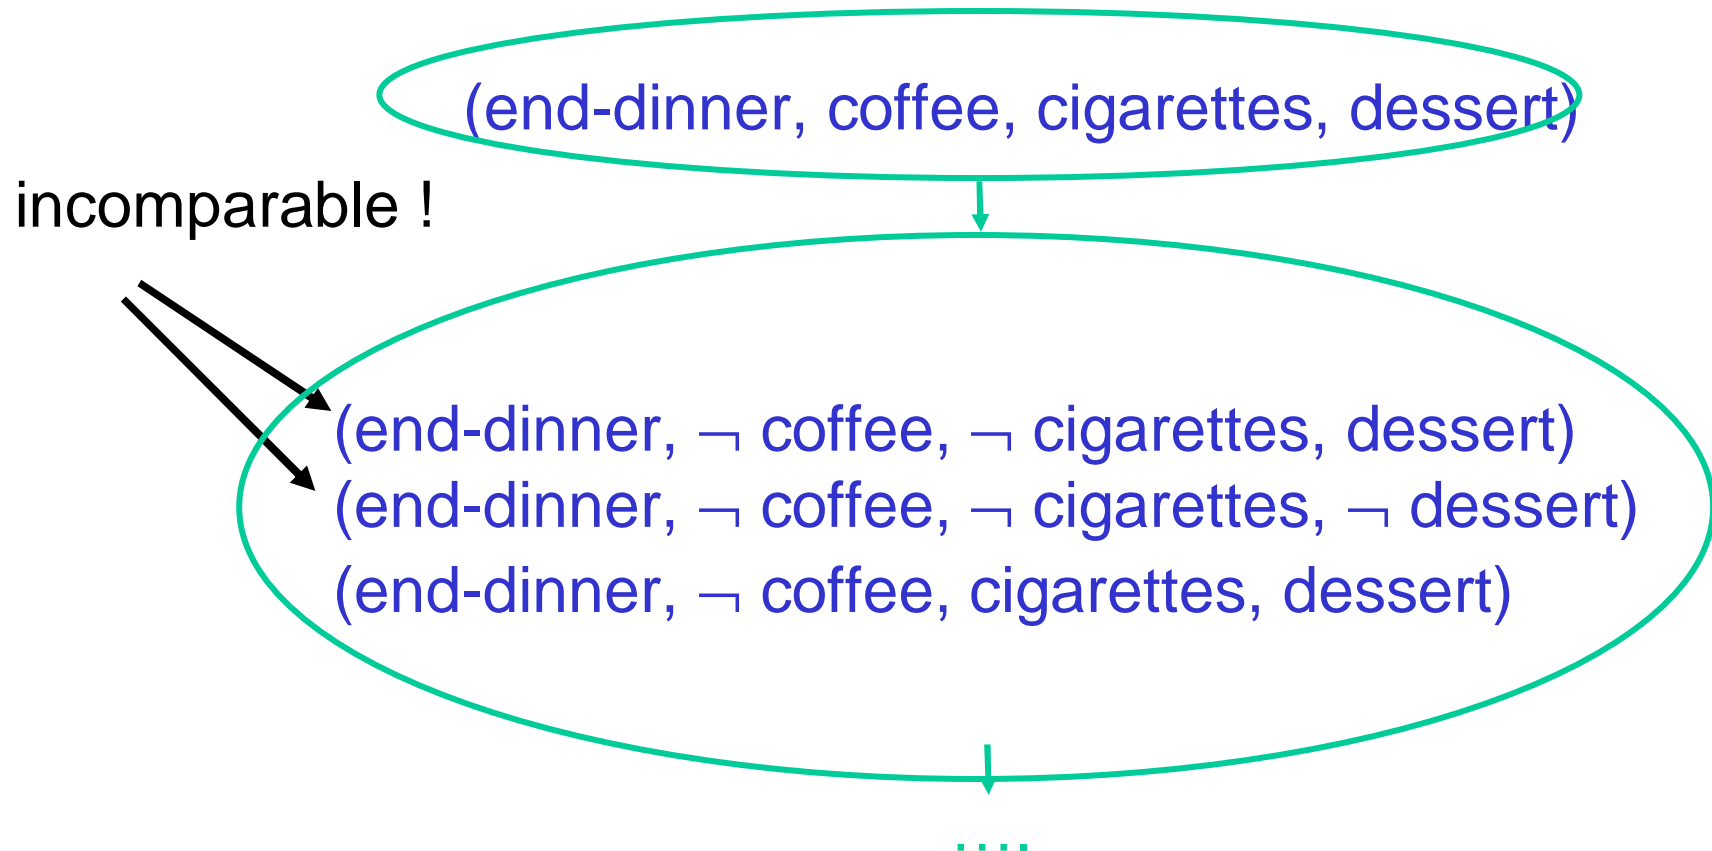 (end-dinner, coffee, cigarettes, dessert)
incomparable !
(end-dinner, ¬ coffee, ¬ cigarettes, dessert)
(end-dinner, ¬ coffee, ¬ cigarettes, ¬ dessert)
(end-dinner, ¬ coffee, cigarettes, dessert)
....